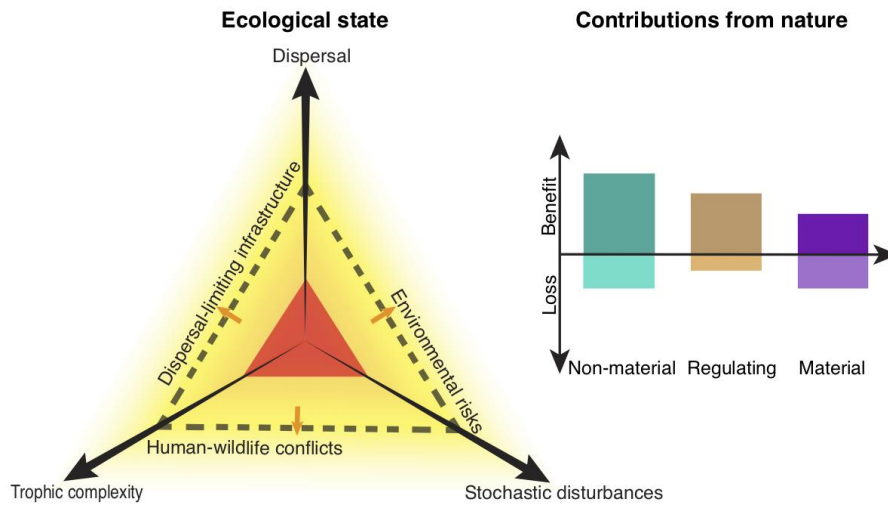 Ecological state
Dispersal
Dispersal-limiting infrastructure
Environmental risks
Human-wildlife conflicts
Trophic complexity
Stochastic disturbances
Contributions from nature
Benefit
Loss
Non-material
Regulating
Material